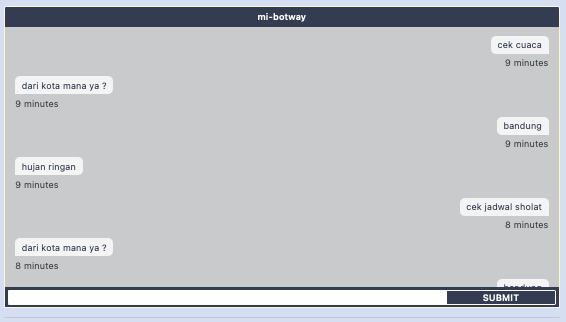 mi-botway
cek cuaca
9 minutes
dari kota mana ya ?
9 minutes
bandung
9 minutes
hujan ringan
9 minutes
cek jadwal sholat
8 minutes
dari kota mana ya ?
8 minutes
bandung
SUBMIT